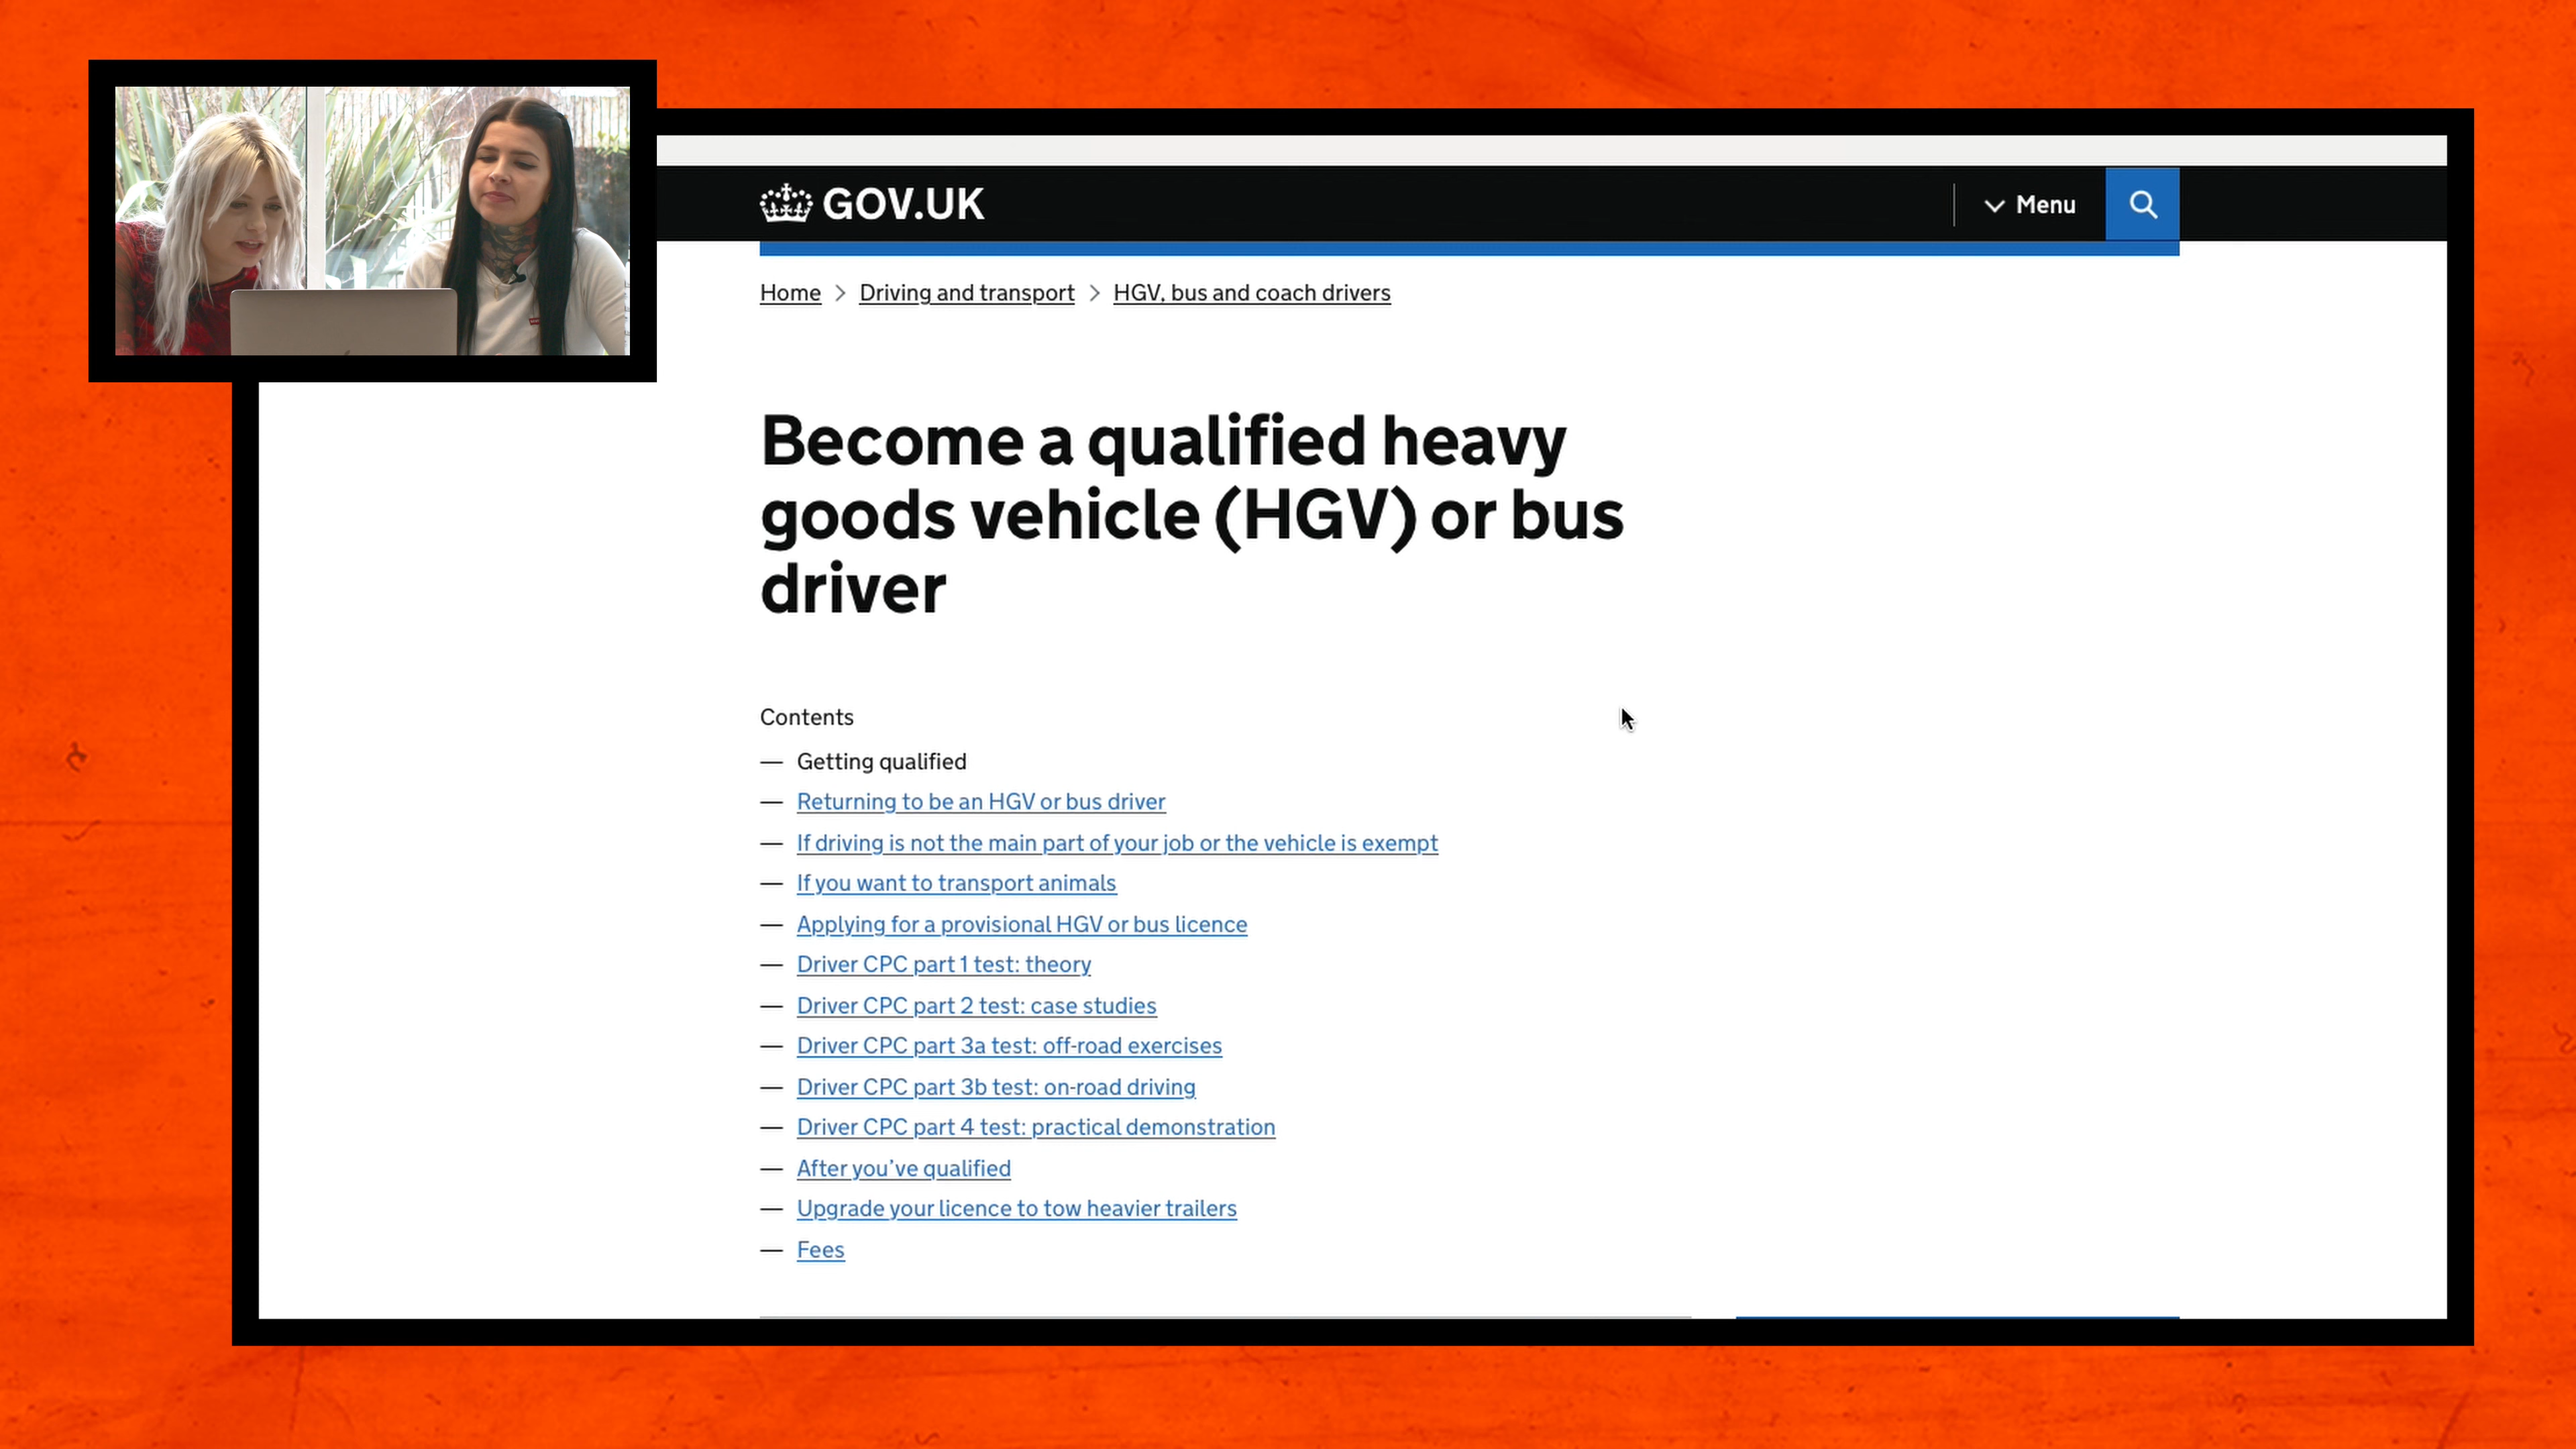 GOV.UK
Menu
Home > Driving and transport > HGV, bus and coach drivers
Become a qualified heavy
goods vehicle (HGV) or bus
driver
Contents
— Getting qualified
— Returning to be an HGV or bus driver
— If driving is not the main part of your job or the vehicle is exempt
— If you want to transport animals
— Applying for a provisional HGV or bus licence
— Driver CPC part 1 test: theory
— Driver CPC part 2 test: case studies
— Driver CPC part 3a test: off-road exercises
— Driver CPC part 3b test: on-road driving
— Driver CPC part 4 test: practical demonstration
— After you’ve qualified
— Upgrade your licence to tow heavier trailers
— Fees